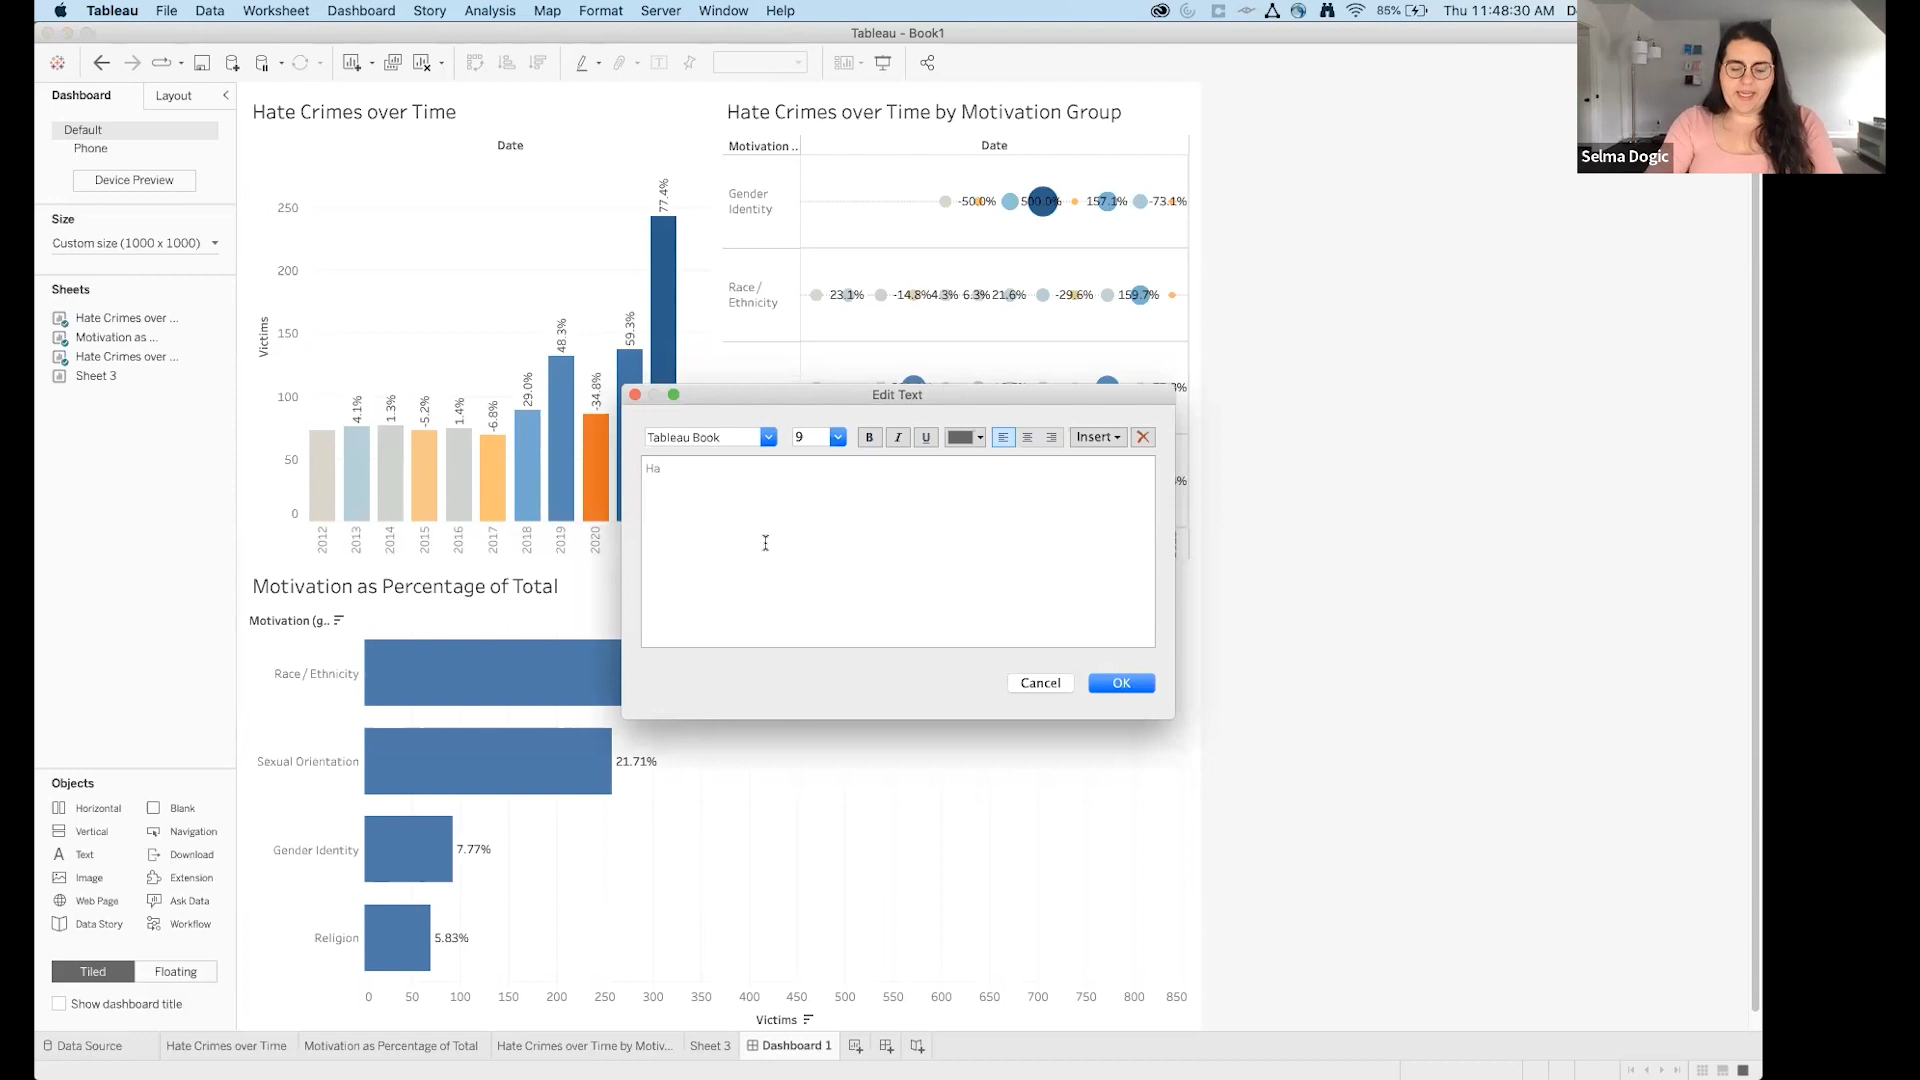 Tableau File Data Worksheet Dashboard Story Analysis Map Format Server Window Help
85% Thu 11:48:30 AM
Tableau - Book1
Dashboard Layout
Default
Phone
Device Preview
Size
Custom size (1000 x 1000)
Sheets
Hate Crimes over ...
Motivation as ...
Hate Crimes over ...
Sheet 3
Objects
Horizontal Blank
Vertical Navigation
Text Download
Image Extension
Web Page Ask Data
Data Story Workflow
Tiled Floating
Show dashboard title
Hate Crimes over Time
Date
Victims
250
200
150
100
50
0
4.1% 1.3% -5.2% 1.4% -6.8% 29.0% 48.3% -34.8% 59.3% 77.4%
2012 2013 2014 2015 2016 2017 2018 2019 2020
Hate Crimes over Time by Motivation Group
Motivation .. Date
Gender
Identity
-50.0% 500.0% 157.1% -73.1%
Race /
Ethnicity
23.1% -14.8% 4.3% 6.3% 21.6% -29.6% 159.7%
Edit Text
Tableau Book 9 B I U Insert
Ha
Cancel OK
Motivation as Percentage of Total
Motivation (g..
Race / Ethnicity
Sexual Orientation 21.71%
Gender Identity 7.77%
Religion 5.83%
0 50 100 150 200 250 300 350 400 450 500 550 600 650 700 750 800 850
Victims
Data Source Hate Crimes over Time Motivation as Percentage of Total Hate Crimes over Time by Motiv... Sheet 3 Dashboard 1
Selma Dogic